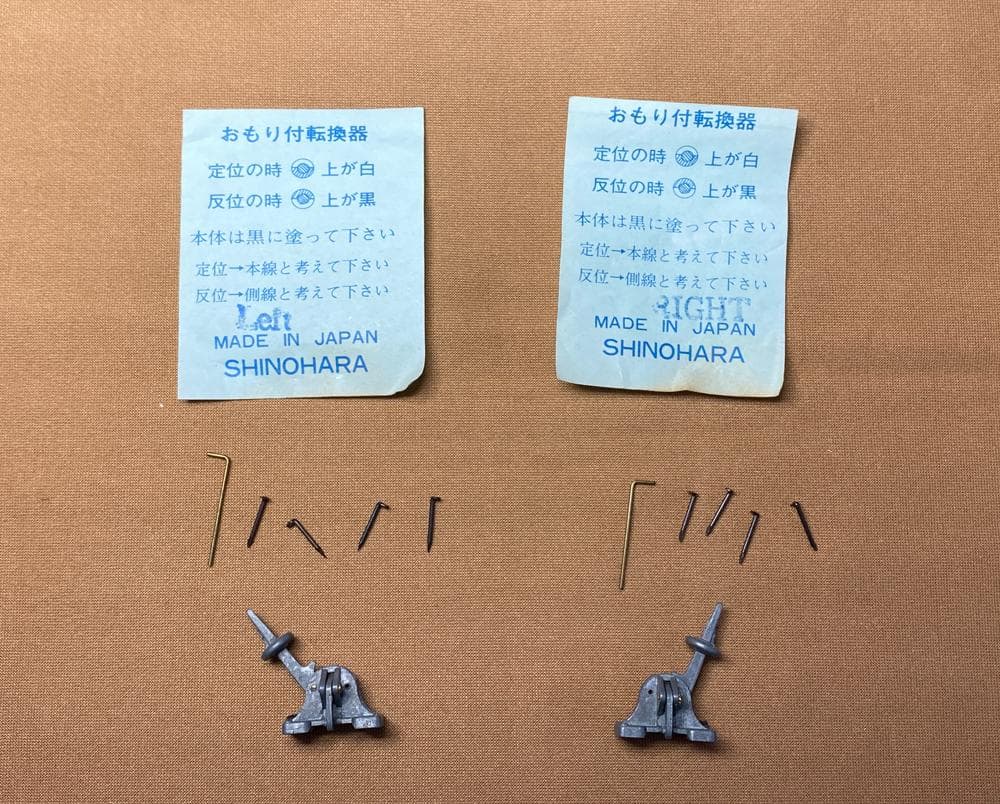 おもり付転換器
定位の時 上が白
反位の時 上が黒
本体は黒に塗って下さい
定位→本線と考えて下さい
反位→側線と考えて下さい
Left
MADE IN JAPAN
SHINOHARA
おもり付転換器
定位の時 上が白
反位の時 上が黒
本体は黒に塗って下さい
定位→本線と考えて下さい
反位→側線と考えて下さい
RIGHT
MADE IN JAPAN
SHINOHARA